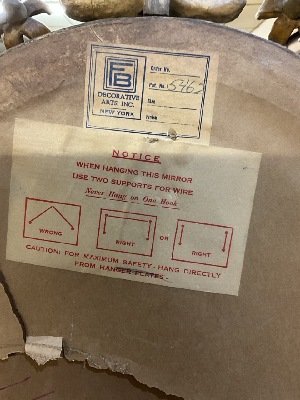 FB
DECORATIVE
ARTS INC.
NEW YORK
Order No.
Pat. No. 5462
Size
Finish
NOTICE
WHEN HANGING THIS MIRROR
USE TWO SUPPORTS FOR WIRE
Never Hang on One Hook
WRONG
RIGHT
OR
RIGHT
CAUTION: FOR MAXIMUM SAFETY - HANG DIRECTLY
FROM HANGER PLATES.